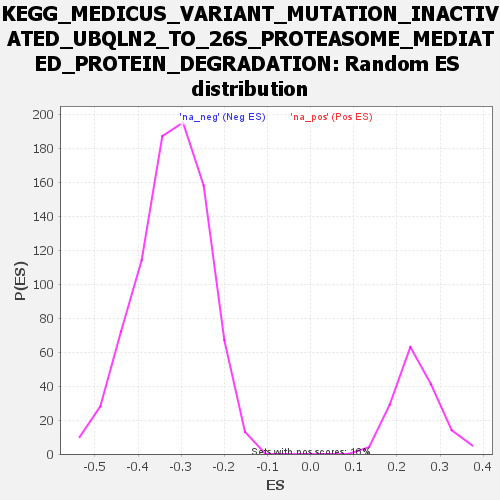 KEGG_MEDICUS_VARIANT_MUTATION_INACTIV
ATED_UBQLN2_TO_26S_PROTEASOME_MEDIAT
ED_PROTEIN_DEGRADATION: Random ES
distribution
'na_neg' (Neg ES) 'na_pos' (Pos ES)
200
180
160
140
120
100
80
60
40
20
0
P(ES)
Sets with pos scores: 16%
-0.5 -0.4 -0.3 -0.2 -0.1 0.0 0.1 0.2 0.3 0.4
ES